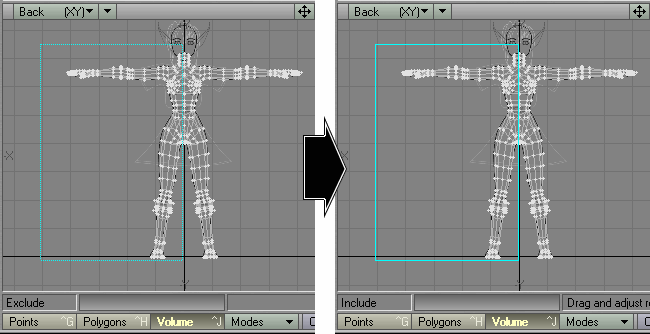 Back (XY)
Back (XY)
X
X
Y
Y
Exclude
Include
Drag and adjust
Points ^G Polygons ^H Volume ^J Modes
Points ^G Polygons ^H Volume ^J Modes